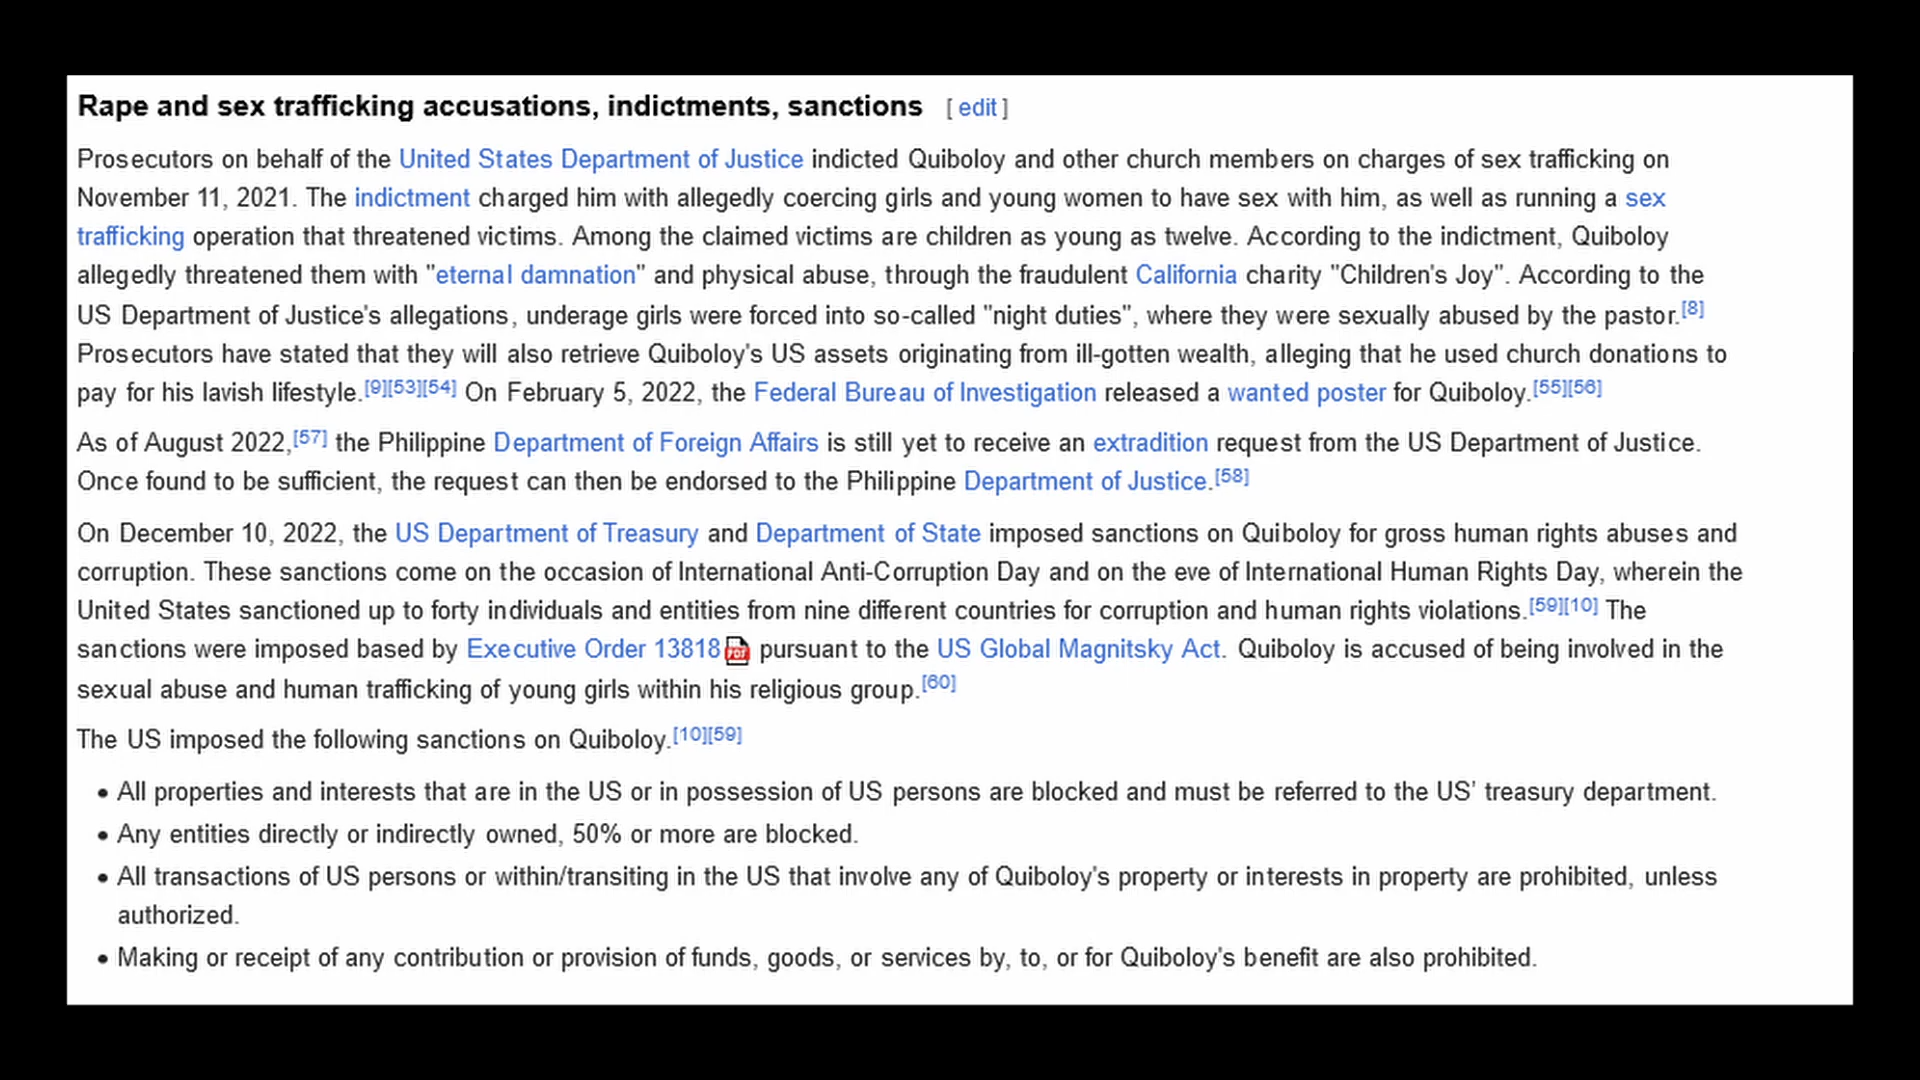 Rape and sex trafficking accusations, indictments, sanctions [ edit ]
Prosecutors on behalf of the United States Department of Justice indicted Quiboloy and other church members on charges of sex trafficking on
November 11, 2021. The indictment charged him with allegedly coercing girls and young women to have sex with him, as well as running a sex
trafficking operation that threatened victims. Among the claimed victims are children as young as twelve. According to the indictment, Quiboloy
allegedly threatened them with "eternal damnation" and physical abuse, through the fraudulent California charity "Children's Joy". According to the
US Department of Justice's allegations, underage girls were forced into so-called "night duties", where they were sexually abused by the pastor.[8]
Prosecutors have stated that they will also retrieve Quiboloy's US assets originating from ill-gotten wealth, alleging that he used church donations to
pay for his lavish lifestyle.[9][53][54] On February 5, 2022, the Federal Bureau of Investigation released a wanted poster for Quiboloy.[55][56]
As of August 2022,[57] the Philippine Department of Foreign Affairs is still yet to receive an extradition request from the US Department of Justice.
Once found to be sufficient, the request can then be endorsed to the Philippine Department of Justice.[58]
On December 10, 2022, the US Department of Treasury and Department of State imposed sanctions on Quiboloy for gross human rights abuses and
corruption. These sanctions come on the occasion of International Anti-Corruption Day and on the eve of International Human Rights Day, wherein the
United States sanctioned up to forty individuals and entities from nine different countries for corruption and human rights violations.[59][10] The
sanctions were imposed based by Executive Order 13818 PDF pursuant to the US Global Magnitsky Act. Quiboloy is accused of being involved in the
sexual abuse and human trafficking of young girls within his religious group.[60]
The US imposed the following sanctions on Quiboloy.[10][59]
• All properties and interests that are in the US or in possession of US persons are blocked and must be referred to the US' treasury department.
• Any entities directly or indirectly owned, 50% or more are blocked.
• All transactions of US persons or within/transiting in the US that involve any of Quiboloy's property or interests in property are prohibited, unless
authorized.
• Making or receipt of any contribution or provision of funds, goods, or services by, to, or for Quiboloy's benefit are also prohibited.